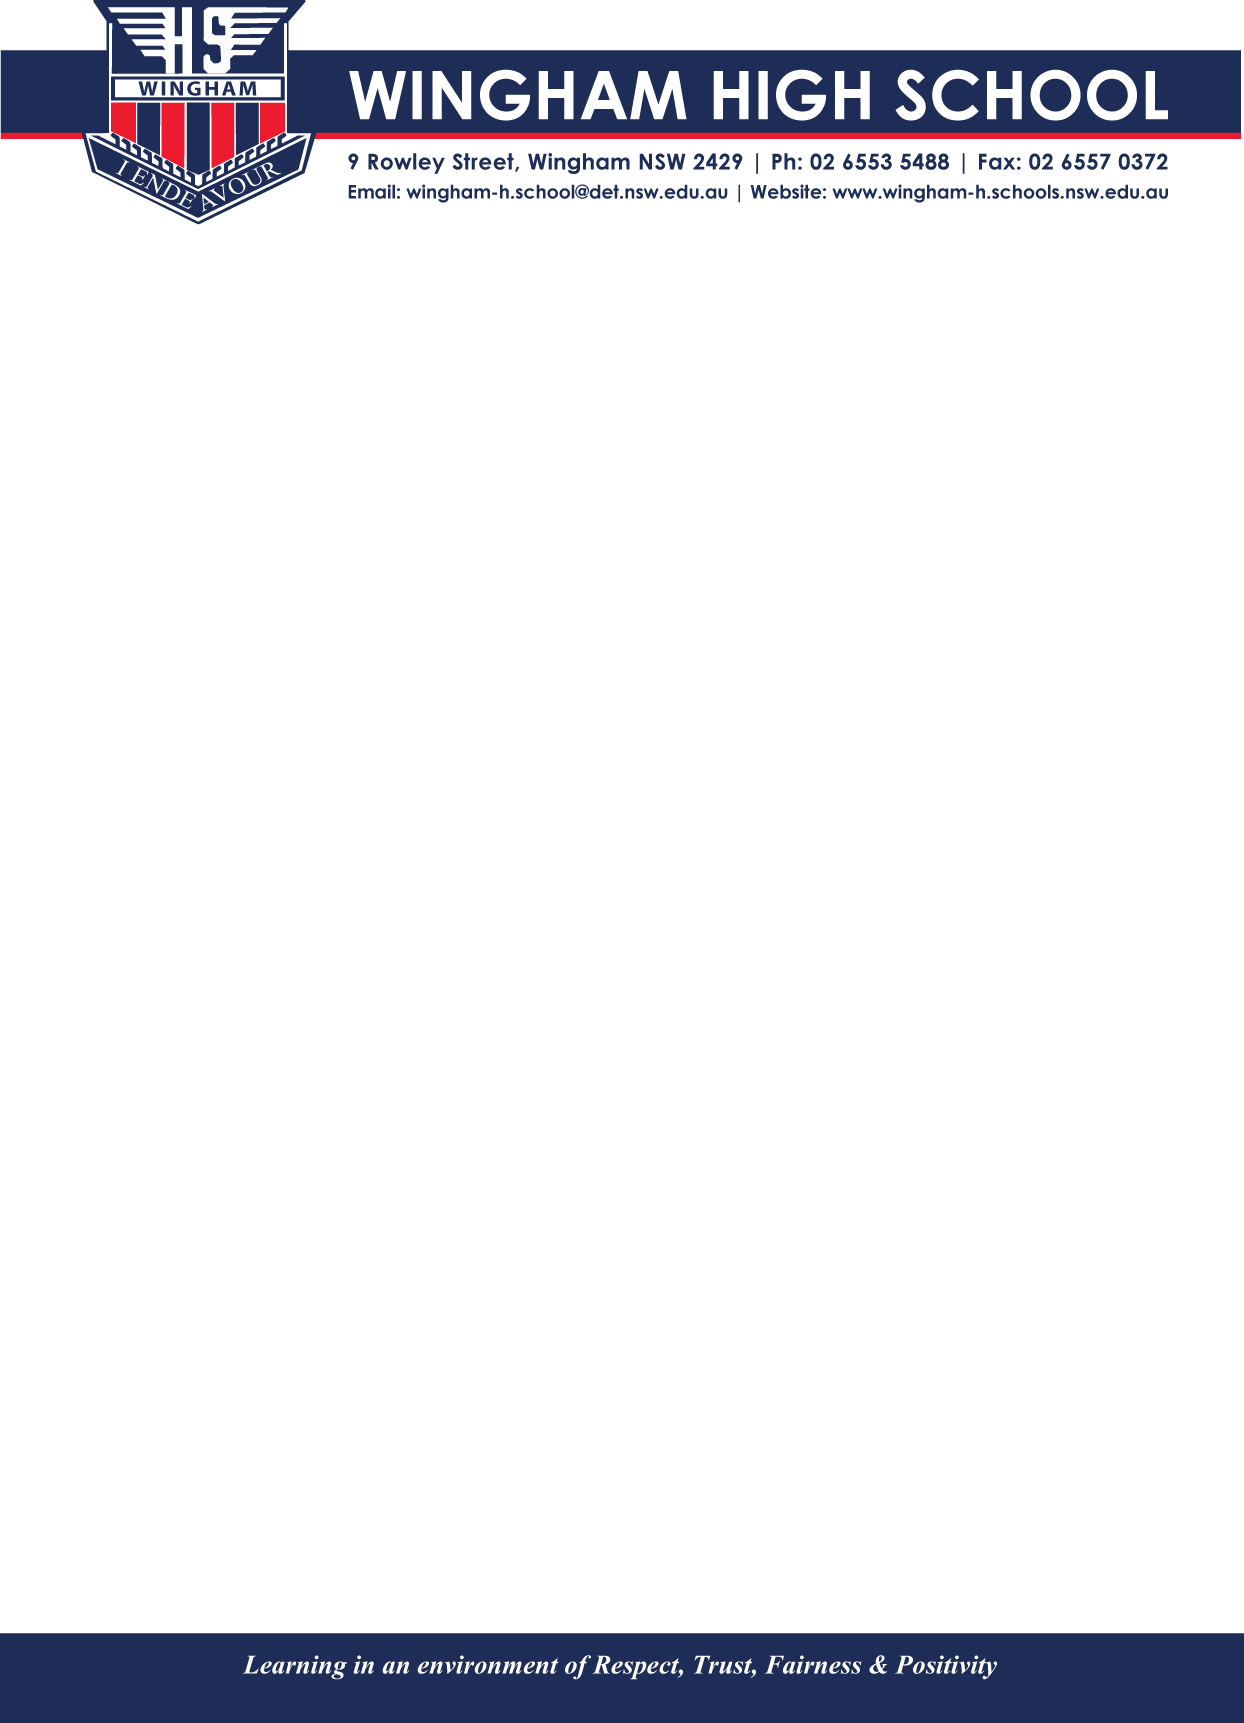 HS
WINGHAM
I ENDEAVOUR
WINGHAM HIGH SCHOOL
9 Rowley Street, Wingham NSW 2429 | Ph: 02 6553 5488 | Fax: 02 6557 0372
Email: wingham-h.school@det.nsw.edu.au | Website: www.wingham-h.schools.nsw.edu.au
Learning in an environment of Respect, Trust, Fairness & Positivity